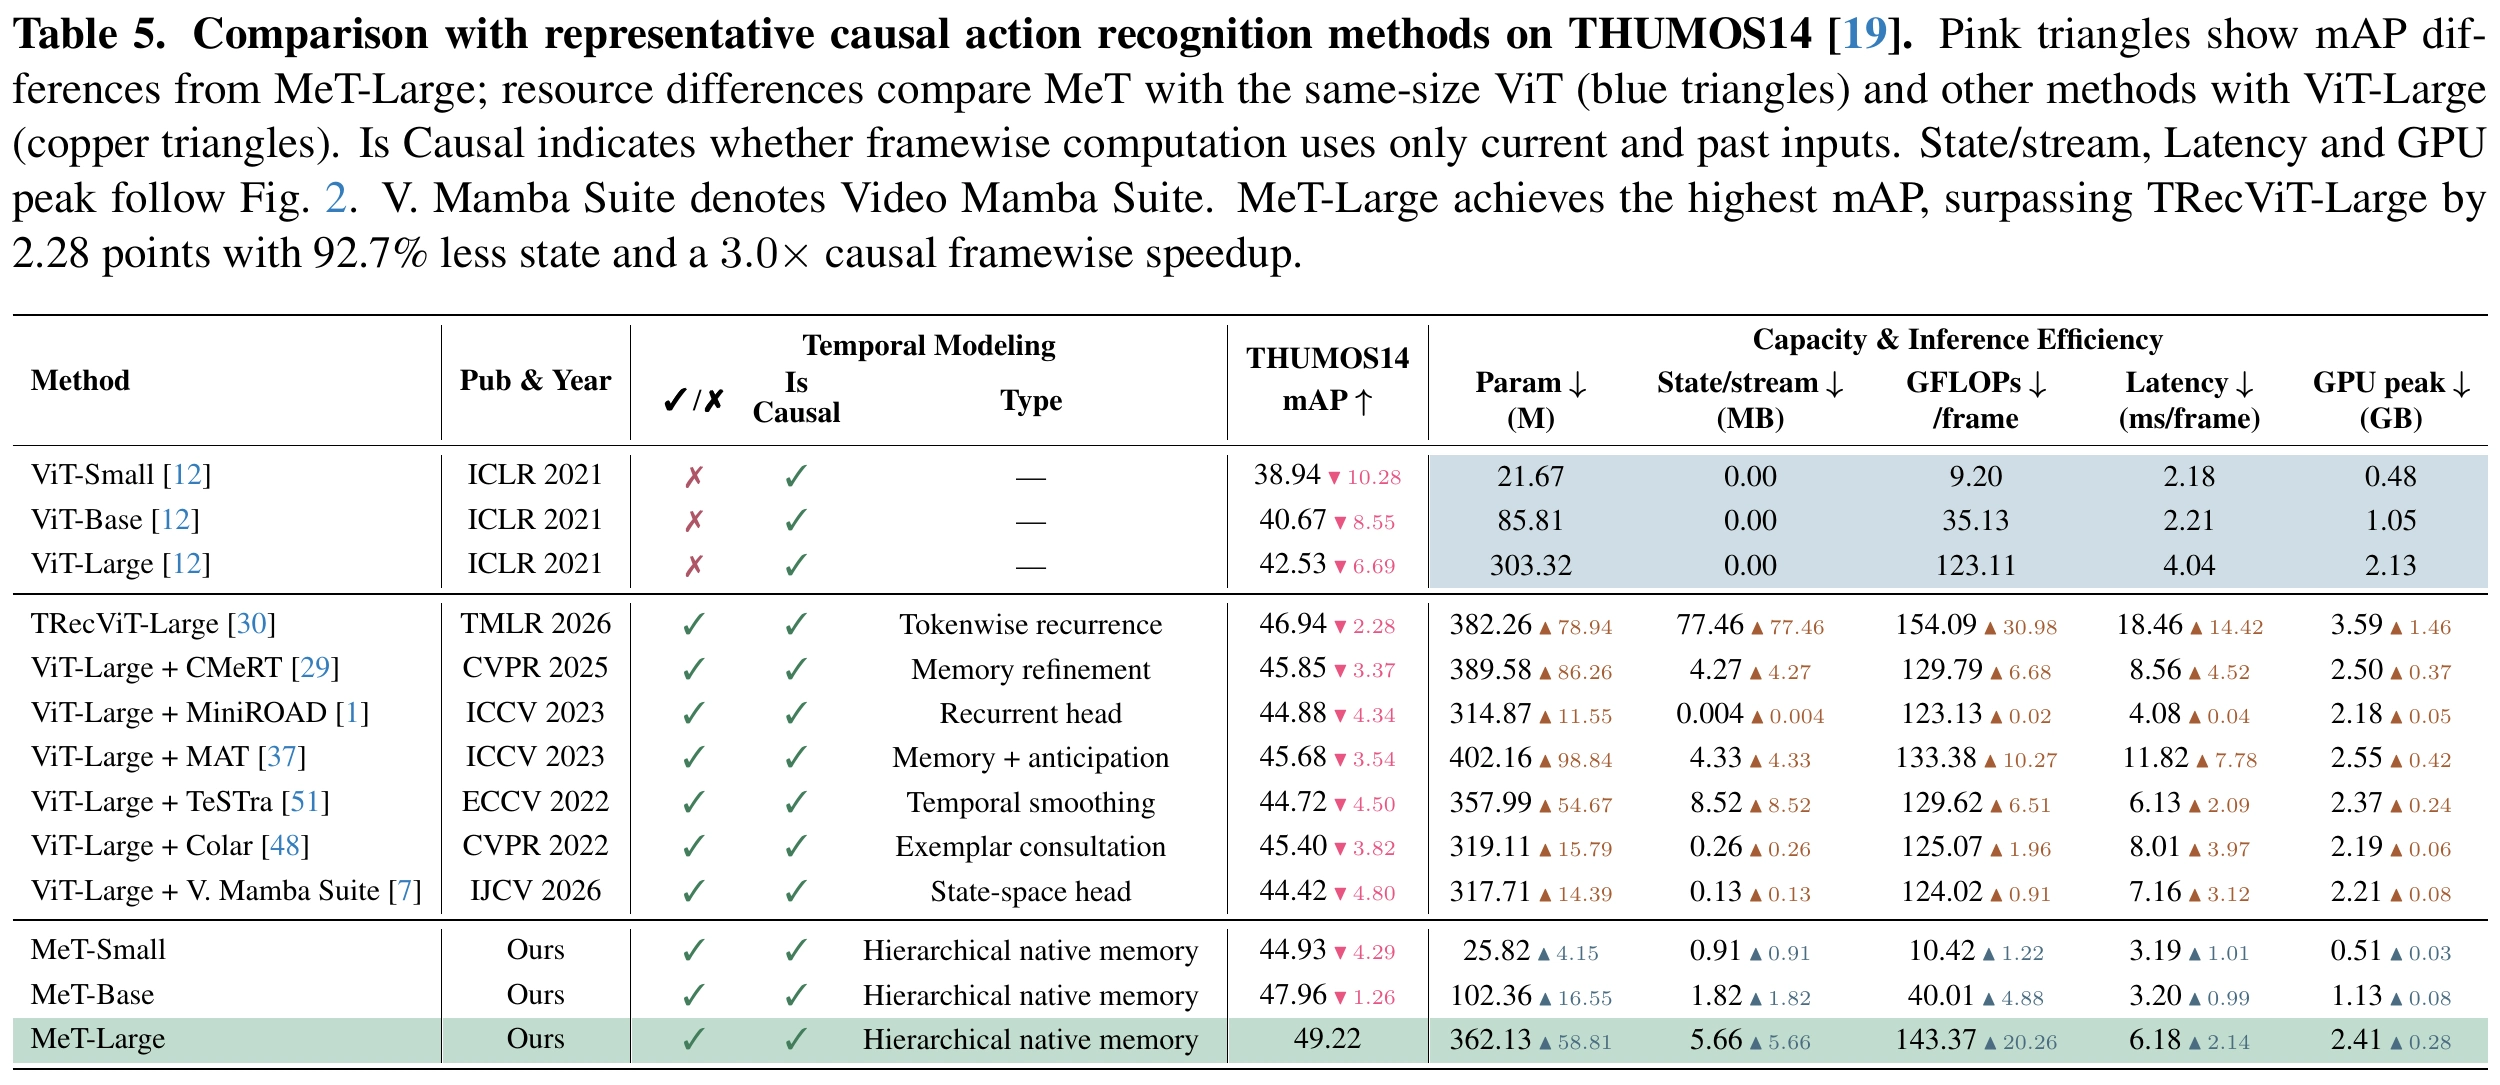 Table 5. Comparison with representative causal action recognition methods on THUMOS14 [19]. Pink triangles show mAP dif-
ferences from MeT-Large; resource differences compare MeT with the same-size ViT (blue triangles) and other methods with ViT-Large
(copper triangles). Is Causal indicates whether framewise computation uses only current and past inputs. State/stream, Latency and GPU
peak follow Fig. 2. V. Mamba Suite denotes Video Mamba Suite. MeT-Large achieves the highest mAP, surpassing TRecViT-Large by
2.28 points with 92.7% less state and a 3.0× causal framewise speedup.
Method Pub & Year Temporal Modeling THUMOS14 Capacity & Inference Efficiency
✓/✗ Is Causal Type mAP ↑ Param ↓ (M) State/stream ↓ (MB) GFLOPs ↓ /frame Latency ↓ (ms/frame) GPU peak ↓ (GB)
ViT-Small [12] ICLR 2021 ✗ ✓ — 38.94 ▼ 10.28 21.67 0.00 9.20 2.18 0.48
ViT-Base [12] ICLR 2021 ✗ ✓ — 40.67 ▼ 8.55 85.81 0.00 35.13 2.21 1.05
ViT-Large [12] ICLR 2021 ✗ ✓ — 42.53 ▼ 6.69 303.32 0.00 123.11 4.04 2.13
TRecViT-Large [30] TMLR 2026 ✓ ✓ Tokenwise recurrence 46.94 ▼ 2.28 382.26 ▲ 78.94 77.46 ▲ 77.46 154.09 ▲ 30.98 18.46 ▲ 14.42 3.59 ▲ 1.46
ViT-Large + CMeRT [29] CVPR 2025 ✓ ✓ Memory refinement 45.85 ▼ 3.37 389.58 ▲ 86.26 4.27 ▲ 4.27 129.79 ▲ 6.68 8.56 ▲ 4.52 2.50 ▲ 0.37
ViT-Large + MiniROAD [1] ICCV 2023 ✓ ✓ Recurrent head 44.88 ▼ 4.34 314.87 ▲ 11.55 0.004 ▲ 0.004 123.13 ▲ 0.02 4.08 ▲ 0.04 2.18 ▲ 0.05
ViT-Large + MAT [37] ICCV 2023 ✓ ✓ Memory + anticipation 45.68 ▼ 3.54 402.16 ▲ 98.84 4.33 ▲ 4.33 133.38 ▲ 10.27 11.82 ▲ 7.78 2.55 ▲ 0.42
ViT-Large + TeSTra [51] ECCV 2022 ✓ ✓ Temporal smoothing 44.72 ▼ 4.50 357.99 ▲ 54.67 8.52 ▲ 8.52 129.62 ▲ 6.51 6.13 ▲ 2.09 2.37 ▲ 0.24
ViT-Large + Colar [48] CVPR 2022 ✓ ✓ Exemplar consultation 45.40 ▼ 3.82 319.11 ▲ 15.79 0.26 ▲ 0.26 125.07 ▲ 1.96 8.01 ▲ 3.97 2.19 ▲ 0.06
ViT-Large + V. Mamba Suite [7] IJCV 2026 ✓ ✓ State-space head 44.42 ▼ 4.80 317.71 ▲ 14.39 0.13 ▲ 0.13 124.02 ▲ 0.91 7.16 ▲ 3.12 2.21 ▲ 0.08
MeT-Small Ours ✓ ✓ Hierarchical native memory 44.93 ▼ 4.29 25.82 ▲ 4.15 0.91 ▲ 0.91 10.42 ▲ 1.22 3.19 ▲ 1.01 0.51 ▲ 0.03
MeT-Base Ours ✓ ✓ Hierarchical native memory 47.96 ▼ 1.26 102.36 ▲ 16.55 1.82 ▲ 1.82 40.01 ▲ 4.88 3.20 ▲ 0.99 1.13 ▲ 0.08
MeT-Large Ours ✓ ✓ Hierarchical native memory 49.22 362.13 ▲ 58.81 5.66 ▲ 5.66 143.37 ▲ 20.26 6.18 ▲ 2.14 2.41 ▲ 0.28